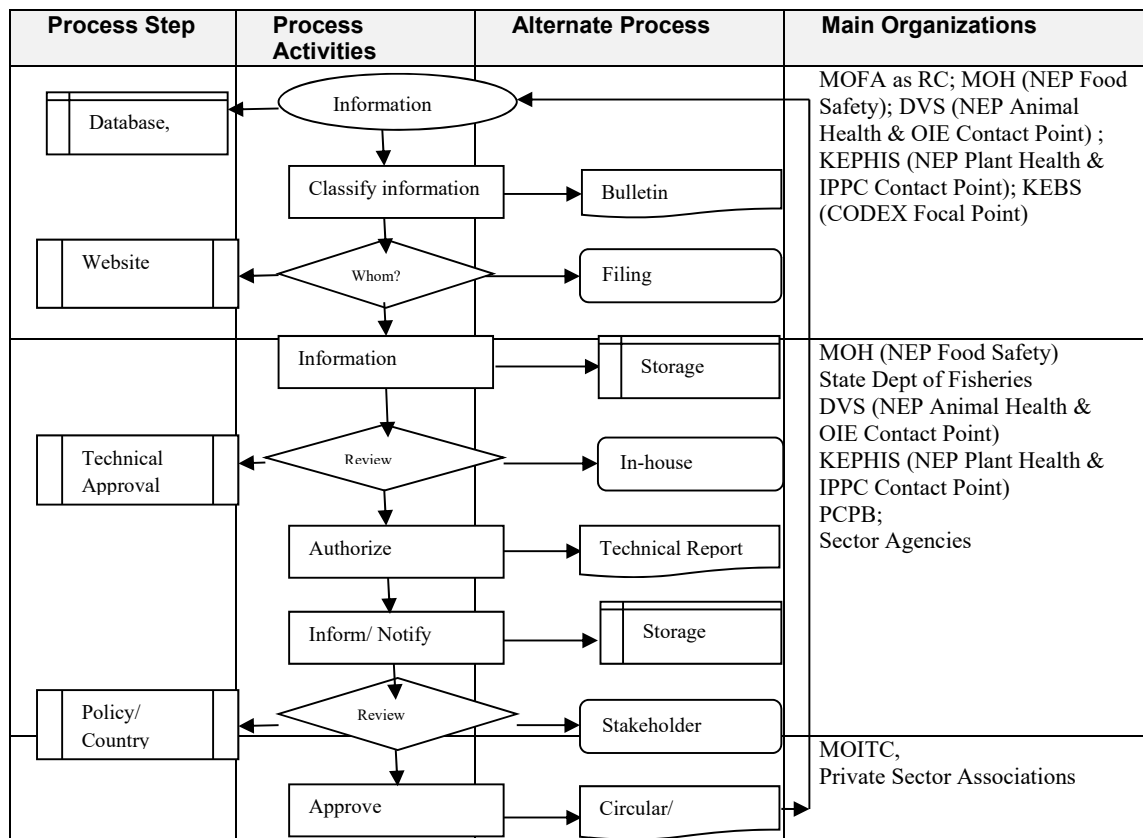 Process Step
Process
Activities
Alternate Process
Main Organizations
Database,
Information
MOFA as RC; MOH (NEP Food
Safety); DVS (NEP Animal
Health & OIE Contact Point) ;
KEPHIS (NEP Plant Health &
IPPC Contact Point); KEBS
(CODEX Focal Point)
Classify information
Bulletin
Website
Whom?
Filing
Information
Storage
MOH (NEP Food Safety)
State Dept of Fisheries
DVS (NEP Animal Health &
OIE Contact Point)
KEPHIS (NEP Plant Health &
IPPC Contact Point)
PCPB;
Sector Agencies
Technical
Approval
Review
In-house
Authorize
Technical Report
Inform/ Notify
Storage
Policy/
Country
Review
Stakeholder
MOITC,
Private Sector Associations
Approve
Circular/